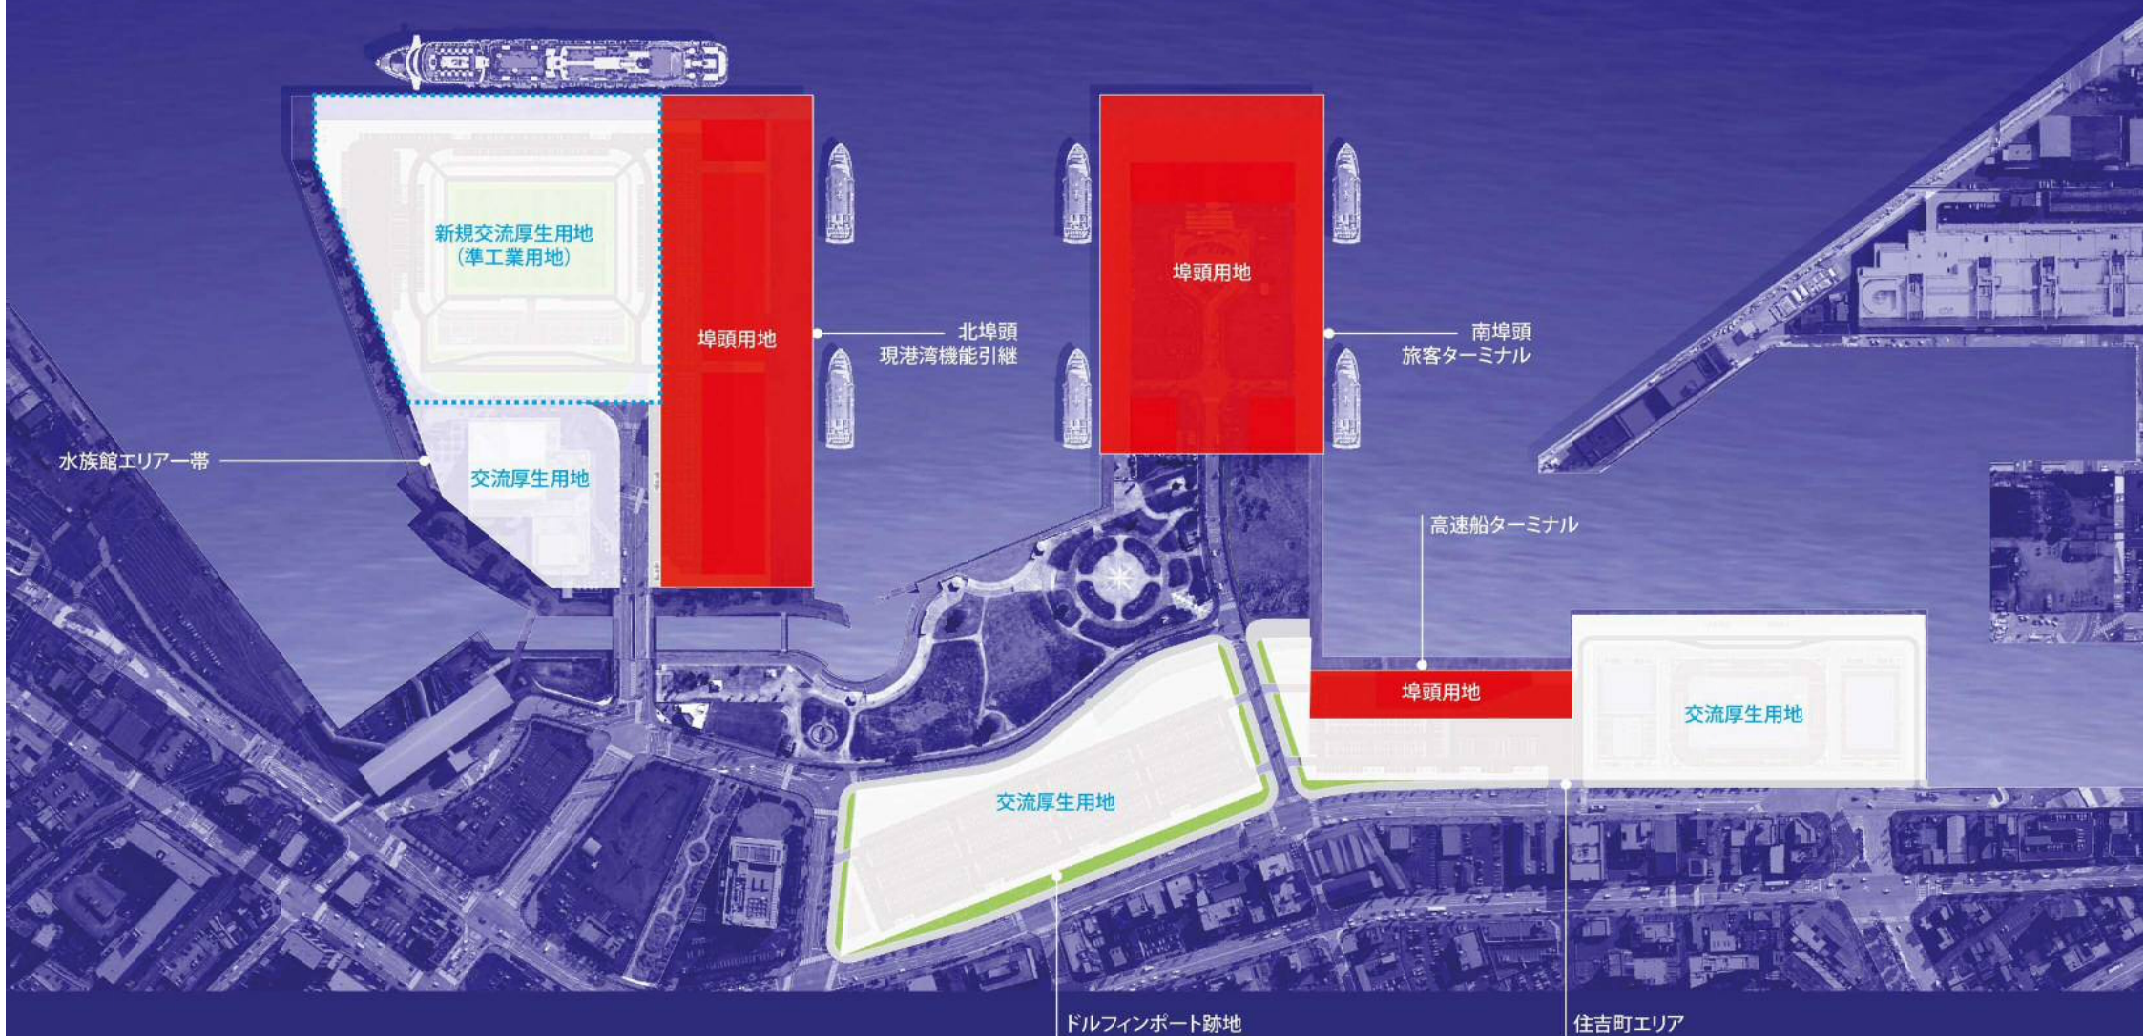 新規交流厚生用地
(準工業用地)
埠頭用地
北埠頭
現港湾機能引継
埠頭用地
南埠頭
旅客ターミナル
水族館エリア一帯
交流厚生用地
高速船ターミナル
埠頭用地
交流厚生用地
交流厚生用地
ドルフィンポート跡地
住吉町エリア